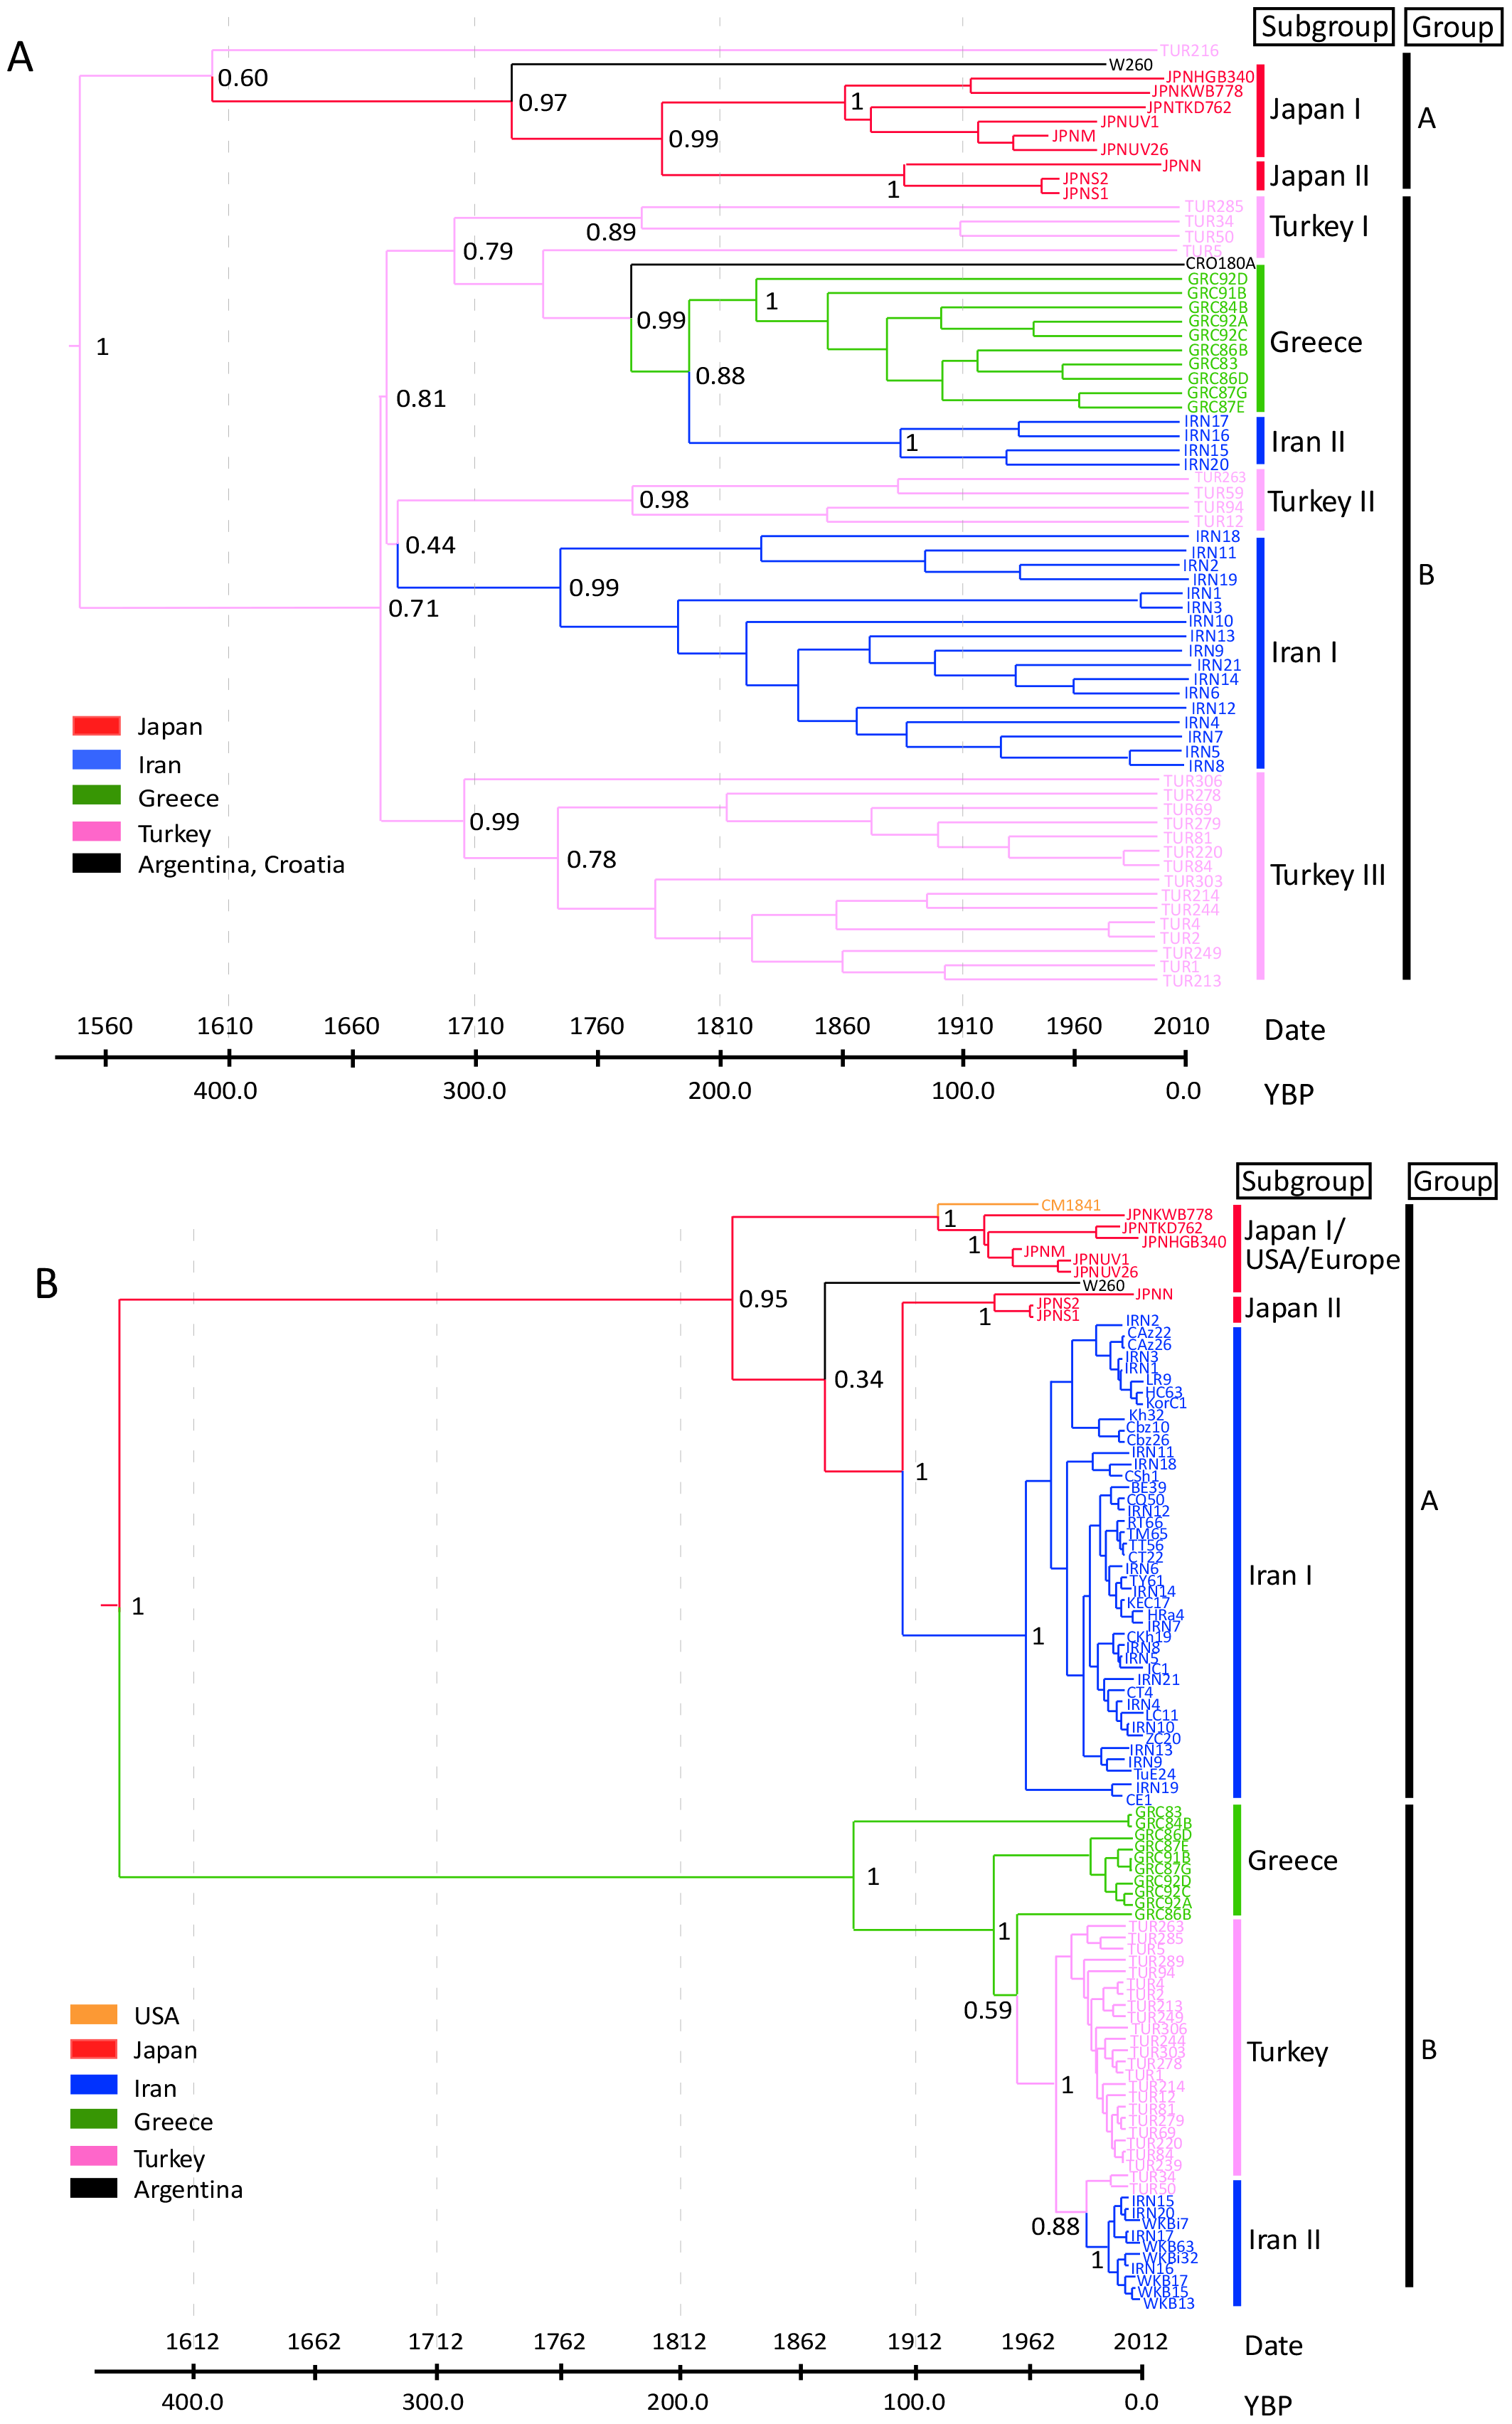 Subgroup Group
A
TUR216
0.60
W260
JPNHGB340
JPNKWB778
1
0.97
JPNTKD762
Japan I
A
JPNUV1
JPNM
0.99
JPNUV26
JPNN
JPNS2
Japan II
1
JPNS1
TUR285
TUR34
Turkey I
0.89
TUR50
0.79
TUR5
CRO180A
GRC92D
GRC91B
1
GRC84B
0.99
GRC92A
GRC92C
Greece
1
GRC86B
GRC83
0.88
GRC86D
GRC87G
0.81
GRC87E
IRN17
IRN16
1
Iran II
IRN15
IRN20
TUR263
TUR59
0.98
Turkey II
TUR94
TUR12
IRN18
0.44
IRN11
IRN2
B
IRN19
0.99
IRN1
IRN3
0.71
IRN10
IRN13
IRN9
Iran I
IRN21
IRN14
IRN6
IRN12
Japan
IRN4
IRN7
IRN5
Iran
IRN8
TUR306
TUR278
Greece
TUR69
TUR279
0.99
Turkey
TUR81
TUR220
0.78
Argentina, Croatia
TUR84
TUR303
Turkey III
TUR214
TUR244
TUR4
TUR2
TUR249
TUR1
TUR213
1560 1610 1660 1710 1760 1810 1860 1910 1960 2010 Date
400.0 300.0 200.0 100.0 0.0 YBP
Subgroup Group
B
CM1841
JPNKWB778
1
JPNTKD762
Japan I/
JPNHGB340
1
JPNM
USA/Europe
JPNUV1
JPNUV26
W260
JPNN
0.95
JPNS2
Japan II
1
JPNS1
IRN2
CAz22
CAz26
IRN3
IRN1
0.34
LR9
HC63
KorC1
Kh32
Cbz10
Cbz26
IRN11
IRN18
1
CSh1
BE39
CO50
A
IRN12
RT66
TM65
TT56
CT22
IRN6
Iran I
TY61
IRN14
KEC17
1
HRa4
IRN7
CKh19
1
IRN8
IRN5
IC1
IRN21
CT4
IRN4
LC11
IRN10
ZC20
IRN13
IRN9
TuE24
IRN19
CE1
GRC83
GRC84B
GRC86D
GRC87E
GRC91B
Greece
GRC87G
1
GRC92D
GRC92C
GRC92A
GRC86B
1
TUR263
TUR285
TUR5
TUR289
TUR94
TUR4
TUR2
0.59
USA
TUR213
TUR249
TUR306
Japan
TUR244
Turkey
B
TUR303
TUR278
TUR1
1
Iran
TUR214
TUR12
TUR81
Greece
TUR279
TUR69
TUR220
Turkey
TUR84
TUR239
TUR34
Argentina
TUR50
IRN15
IRN20
0.88
WKBi7
IRN17
Iran II
WKB63
1
WKBi32
IRN16
WKB17
WKB15
WKB13
1612 1662 1712 1762 1812 1862 1912 1962 2012 Date
400.0 300.0 200.0 100.0 0.0 YBP